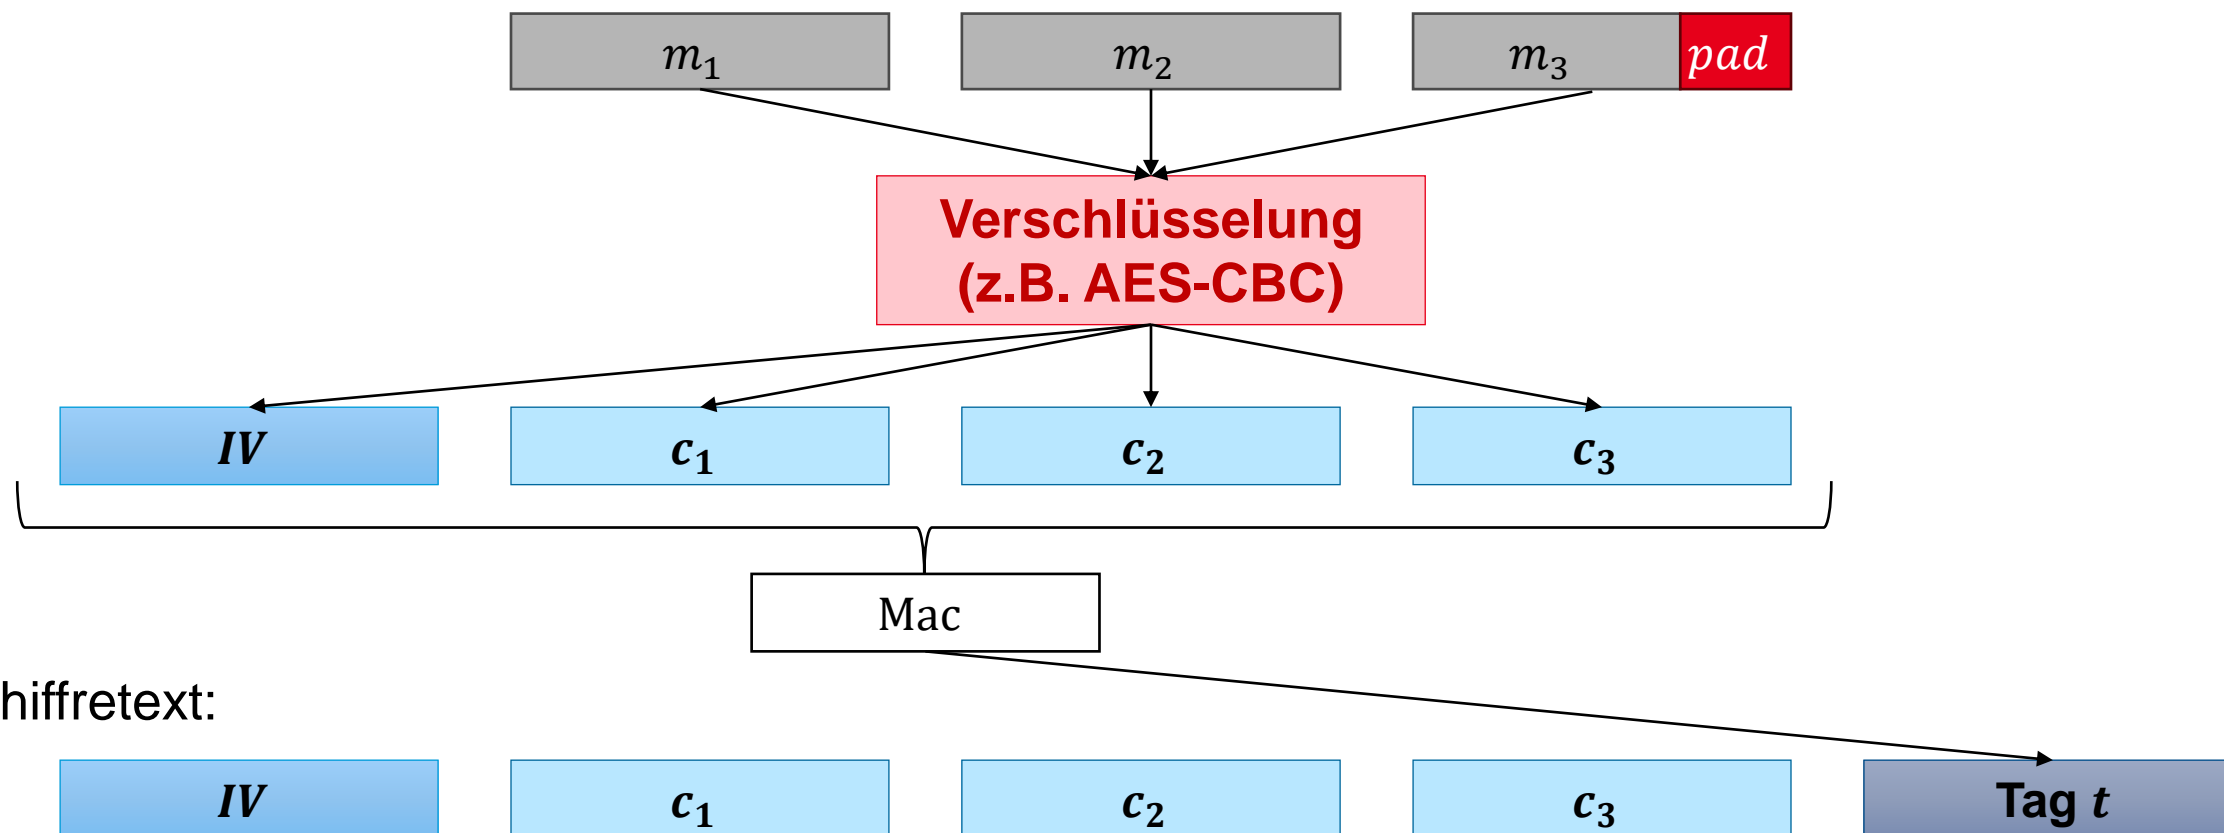 m₁ m₂ m₃ pad
Verschlüsselung
(z.B. AES-CBC)
IV c₁ c₂ c₃
Mac
hiffretext:
IV c₁ c₂ c₃ Tag t